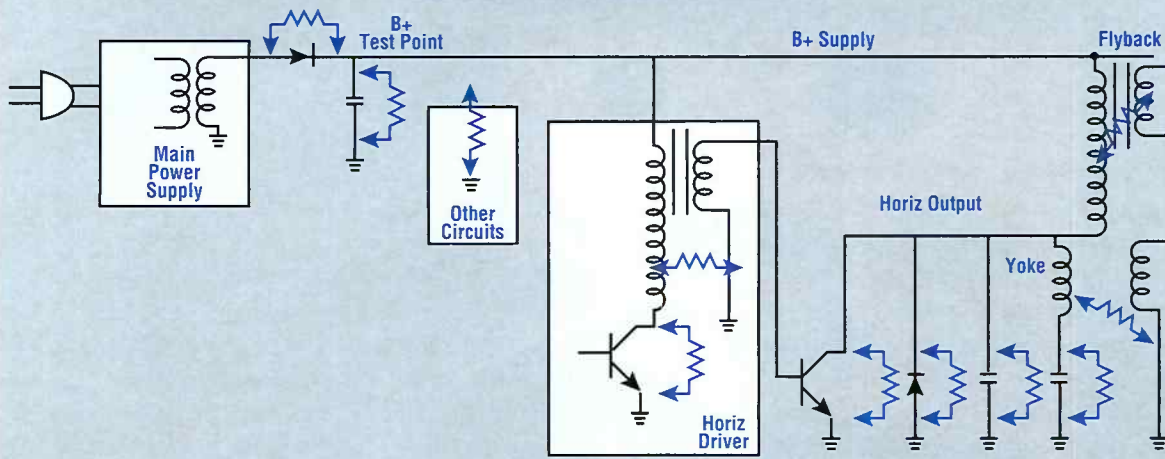 B+
Test Point
B+ Supply
Flyback
Main
Power
Supply
Other
Circuits
Horiz Output
Yoke
Horiz
Driver